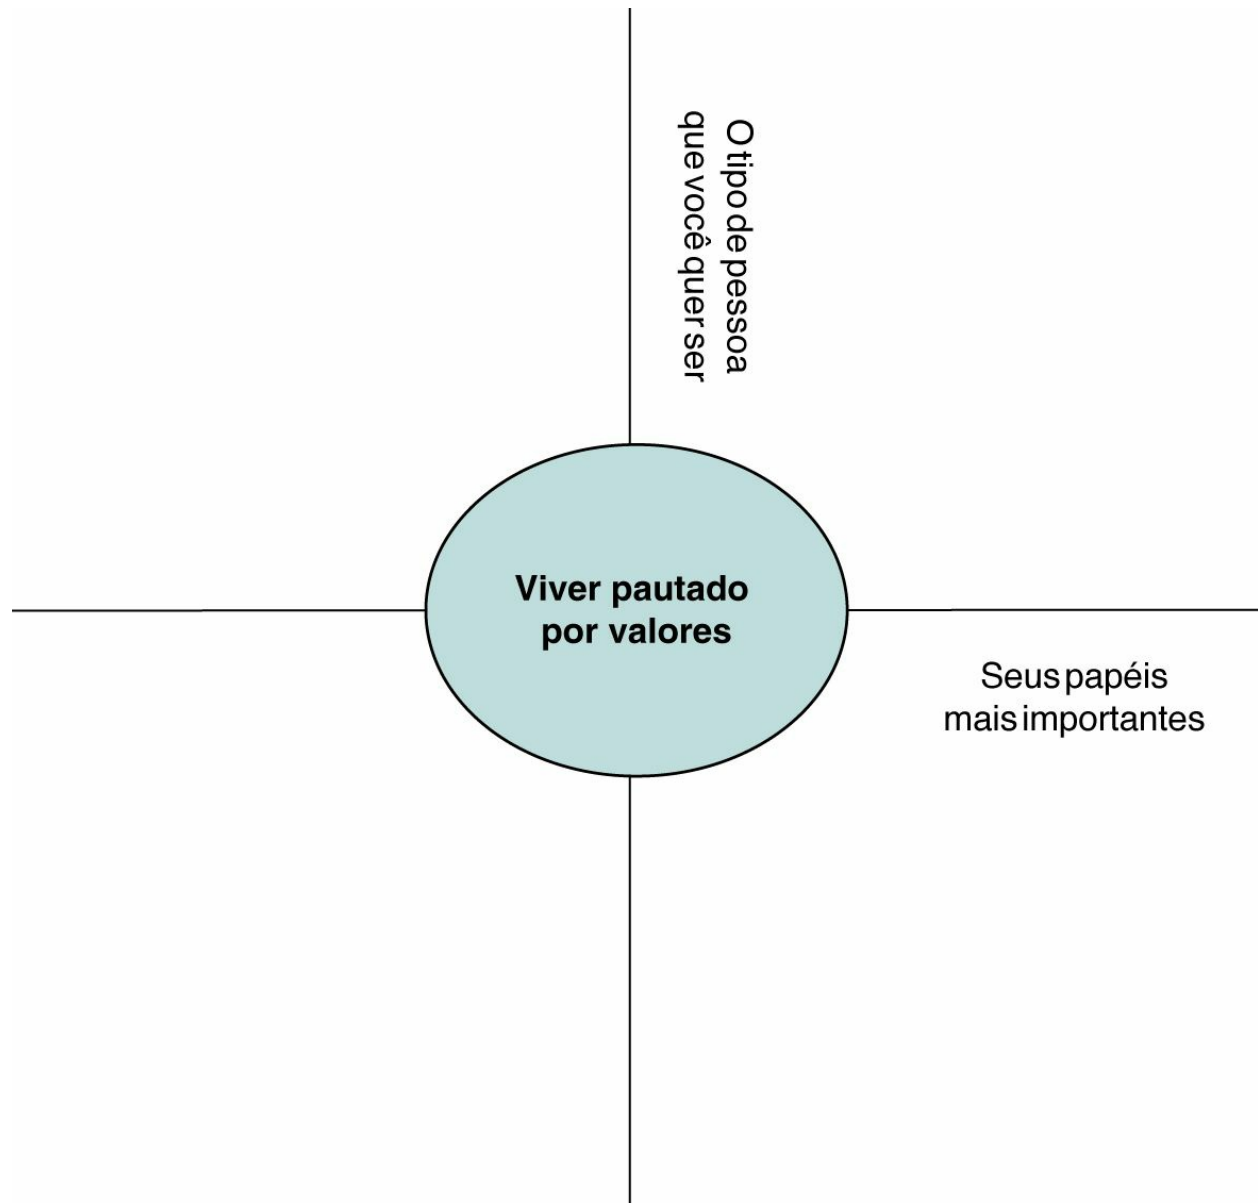 O tipo de pessoa
que você quer ser
Viver pautado
por valores
Seus papéis
mais importantes